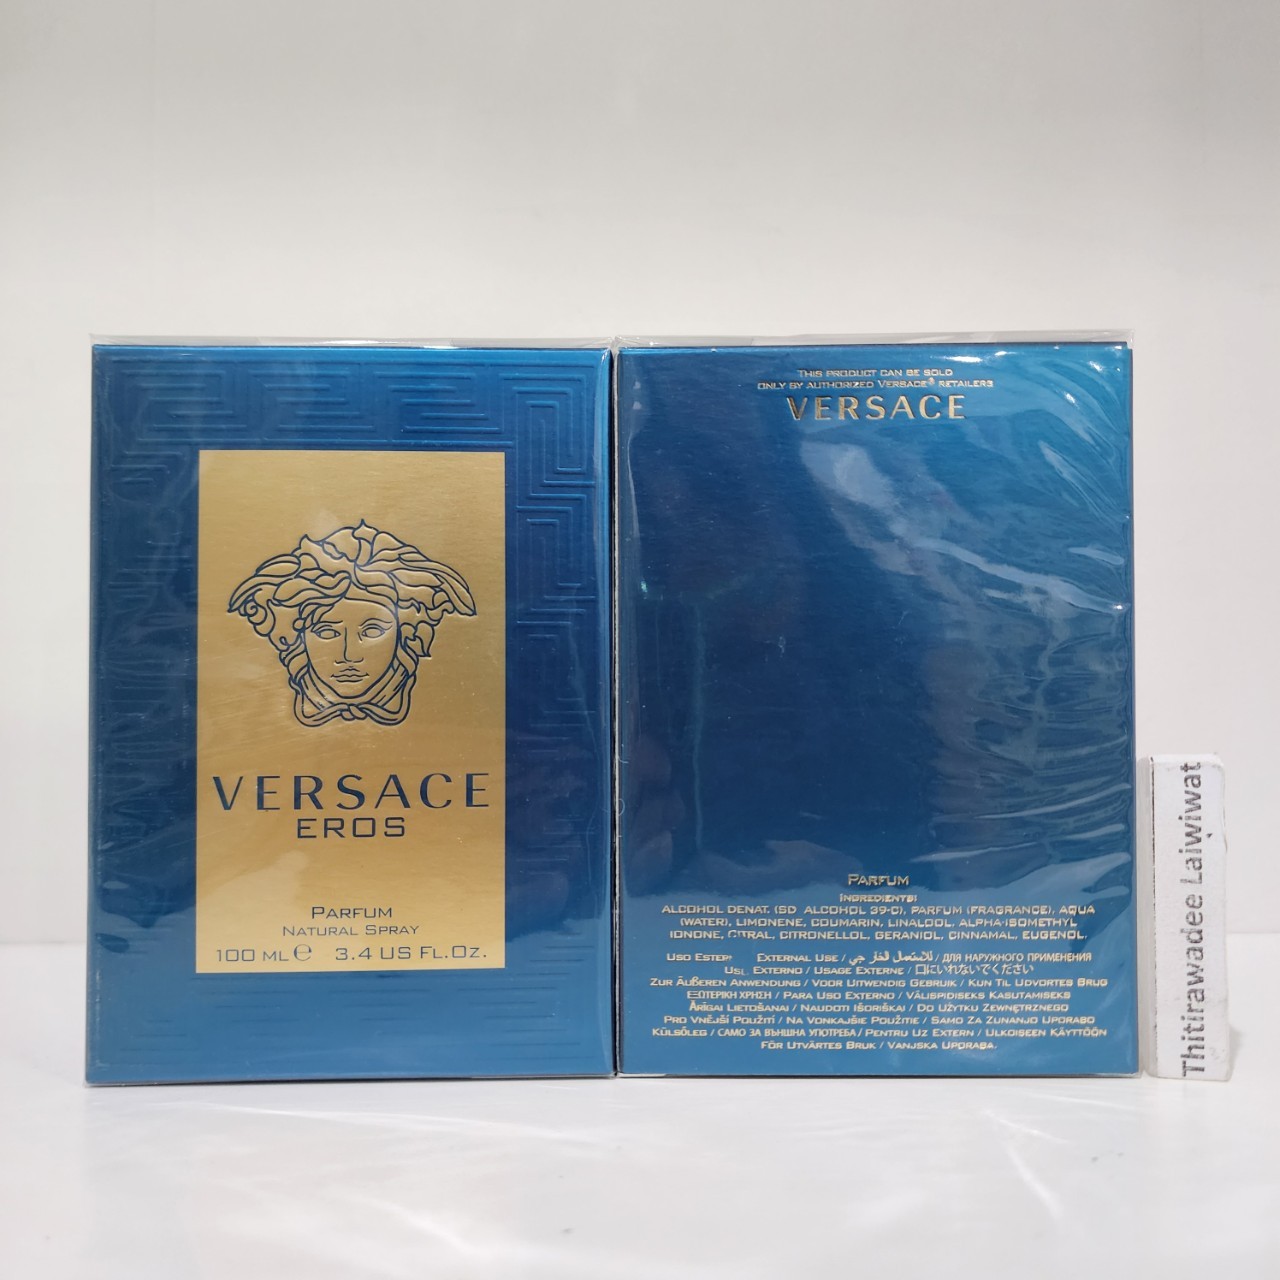 VERSACE
EROS
PARFUM
NATURAL SPRAY
100 ML℮ 3.4 US FL.OZ.
THIS PRODUCT CAN BE SOLD
ONLY BY AUTHORIZED VERSACE® RETAILERS
VERSACE
PARFUM
INGREDIENTS:
ALCOHOL DENAT. (SD ALCOHOL 39-C), PARFUM (FRAGRANCE), AQUA
(WATER), LIMONENE, COUMARIN, LINALOOL, ALPHA-ISOMETHYL
IONONE, CITRAL, CITRONELLOL, GERANIOL, CINNAMAL, EUGENOL.
USO EXTERNAL USE / للاستعمال الخارجي / ДЛЯ НАРУЖНОГО ПРИМЕНЕНИЯ
EXTERNO / USAGE EXTERNE / 口にいれないでください
ZUR ÄUßEREN ANWENDUNG / VOOR UITWENDIG GEBRUIK / KUN TIL UDVORTES BRUG
ΕΞΩΤΕΡΙΚΗ ΧΡΗΣΗ / PARA USO EXTERNO / VÄLISPIDISEKS KASUTAMISEKS
ĀRĪGAI LIETOŠANAI / NAUDOTI IŠORIŠKAI / DO UŻYTKU ZEWNĘTRZNEGO
PRO VNĚJŠÍ POUŽITÍ / NA VONKAJŠIE POUŽITIE / SAMO ZA ZUNANJO UPORABO
KÜLSŐLEG / САМО ЗА ВЪНШНА УПОТРЕБА / PENTRU UZ EXTERN / ULKOISEEN KÄYTTÖÖN
FÖR UTVÄRTES BRUK / VANJSKA UPORABA.
Thitirawadee Laiwiwat